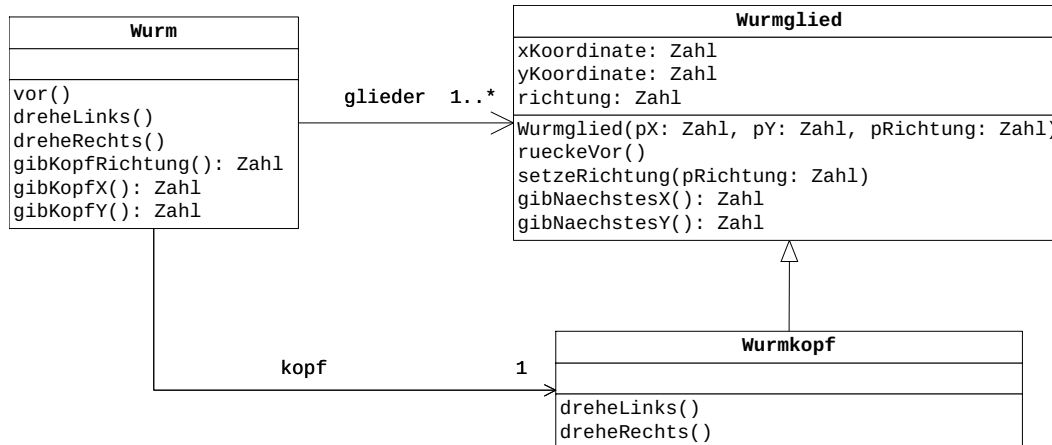 Wurm
vor()
dreheLinks()
dreheRechts()
gibKopfRichtung(): Zahl
gibKopfX(): Zahl
gibKopfY(): Zahl
glieder 1..*
Wurmglied
xKoordinate: Zahl
yKoordinate: Zahl
richtung: Zahl
Wurmglied(pX: Zahl, pY: Zahl, pRichtung: Zahl)
rueckeVor()
setzeRichtung(pRichtung: Zahl)
gibNaechstesX(): Zahl
gibNaechstesY(): Zahl
kopf 1
Wurmkopf
dreheLinks()
dreheRechts()